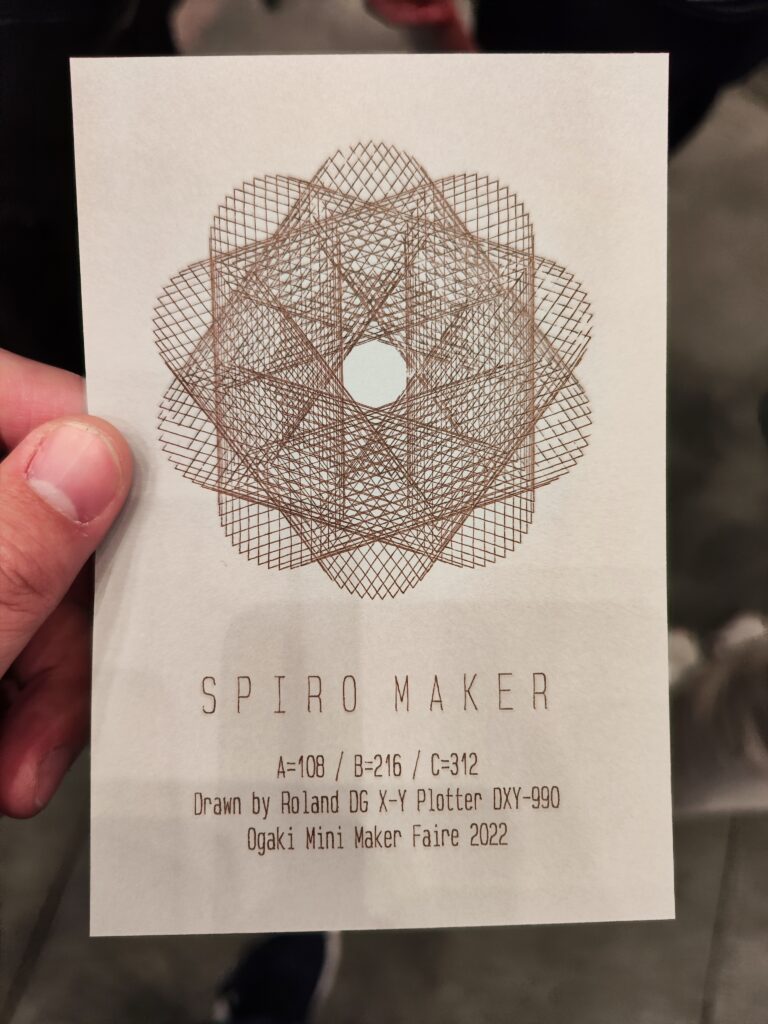 SPIRO MAKER
A=108 / B=216 / C=312
Drawn by Roland DG X-Y Plotter DXY-990
Ogaki Mini Maker Faire 2022